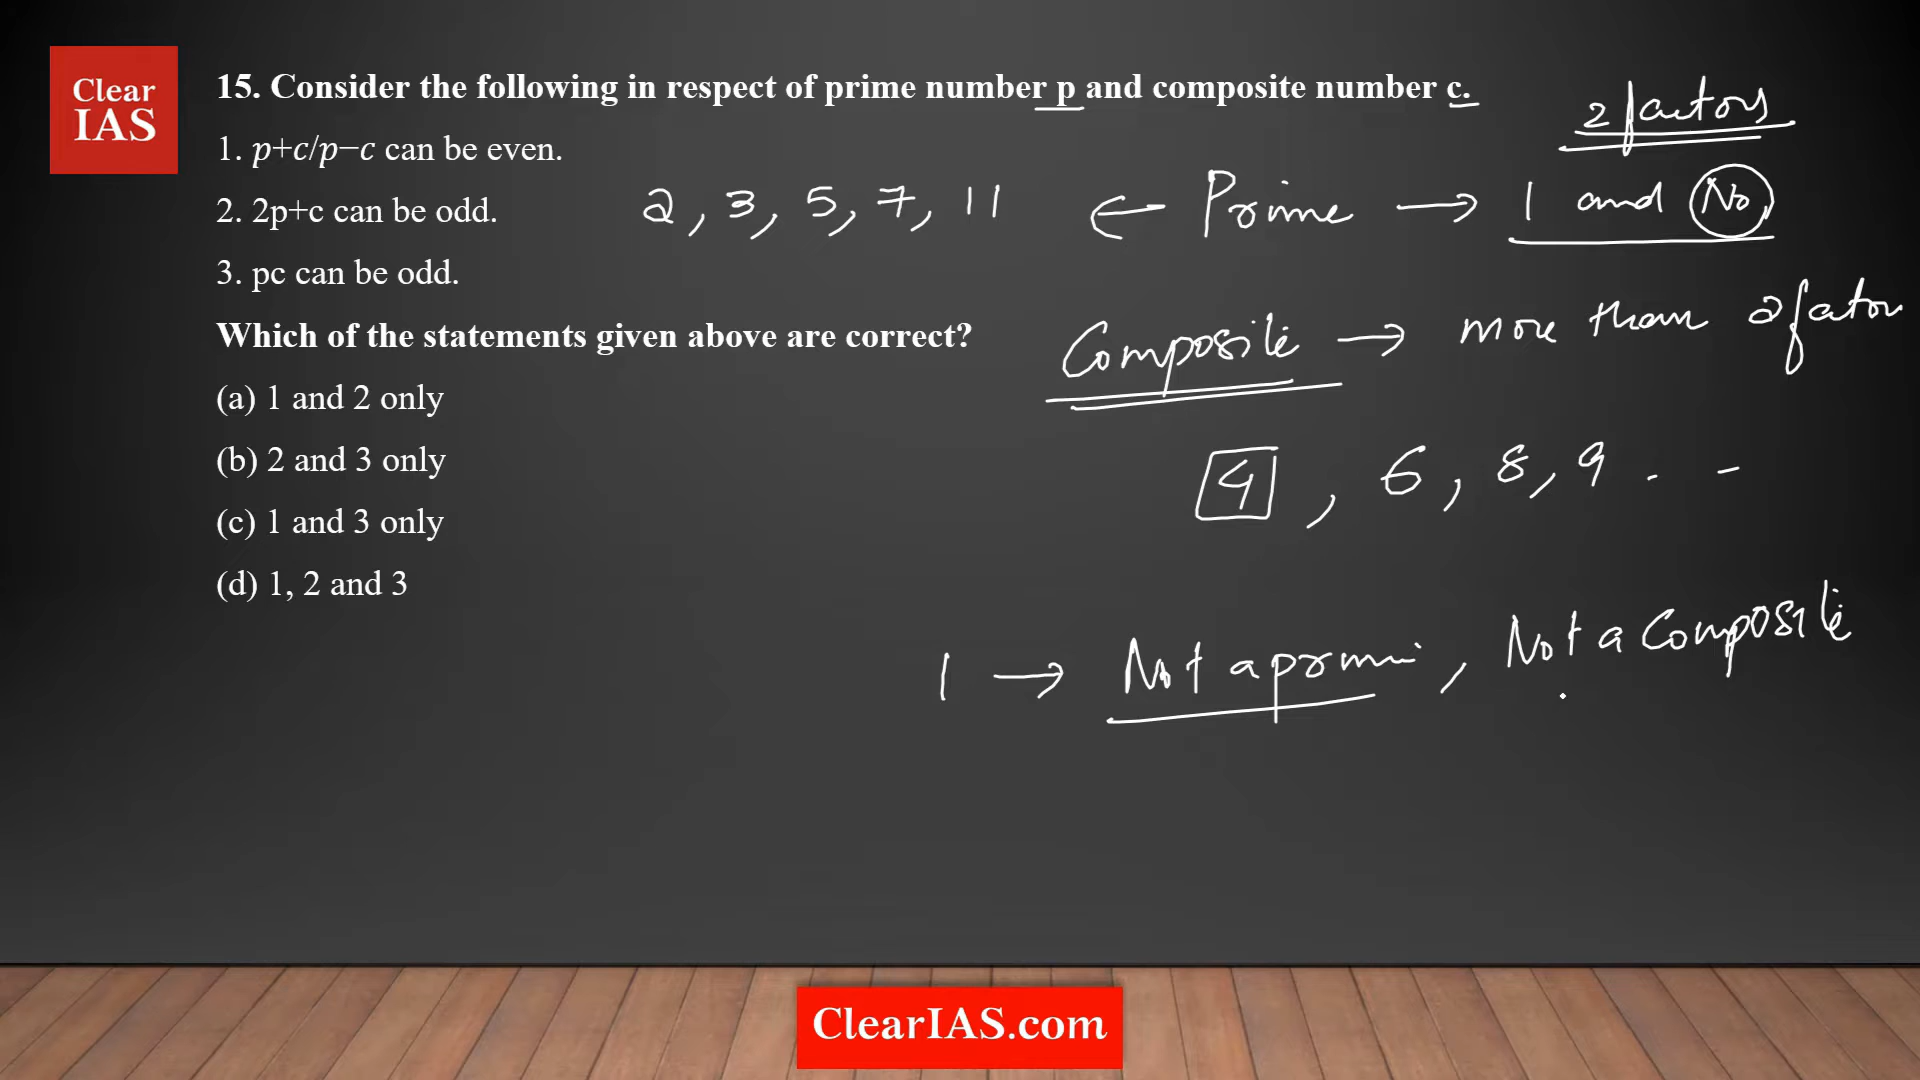 Clear
IAS
15. Consider the following in respect of prime number p and composite number c.
1. p+c/p−c can be even.
2. 2p+c can be odd.
3. pc can be odd.
Which of the statements given above are correct?
(a) 1 and 2 only
(b) 2 and 3 only
(c) 1 and 3 only
(d) 1, 2 and 3
2 factors
2, 3, 5, 7, 11 ← Prime → 1 and No
Composite → more than 2 fator
4, 6, 8, 9 . -
1 → Not a prime, Not a Composite
ClearIAS.com